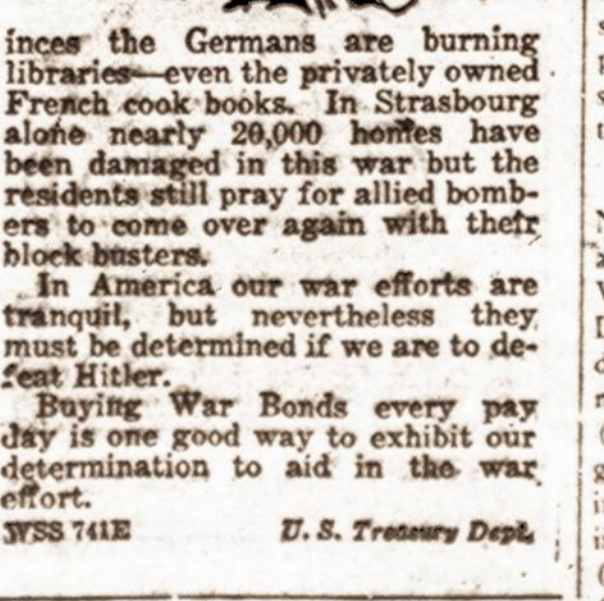 inces the Germans are burning
libraries—even the privately owned
French cook books. In Strasbourg
alone nearly 20,000 homes have
been damaged in this war but the
residents still pray for allied bomb-
ers to come over again with their
block busters.
In America our war efforts are
tranquil, but nevertheless they
must be determined if we are to de-
feat Hitler.
Buying War Bonds every pay
day is one good way to exhibit our
determination to aid in the war
effort.
WSS 741E U. S. Treasury Dept.